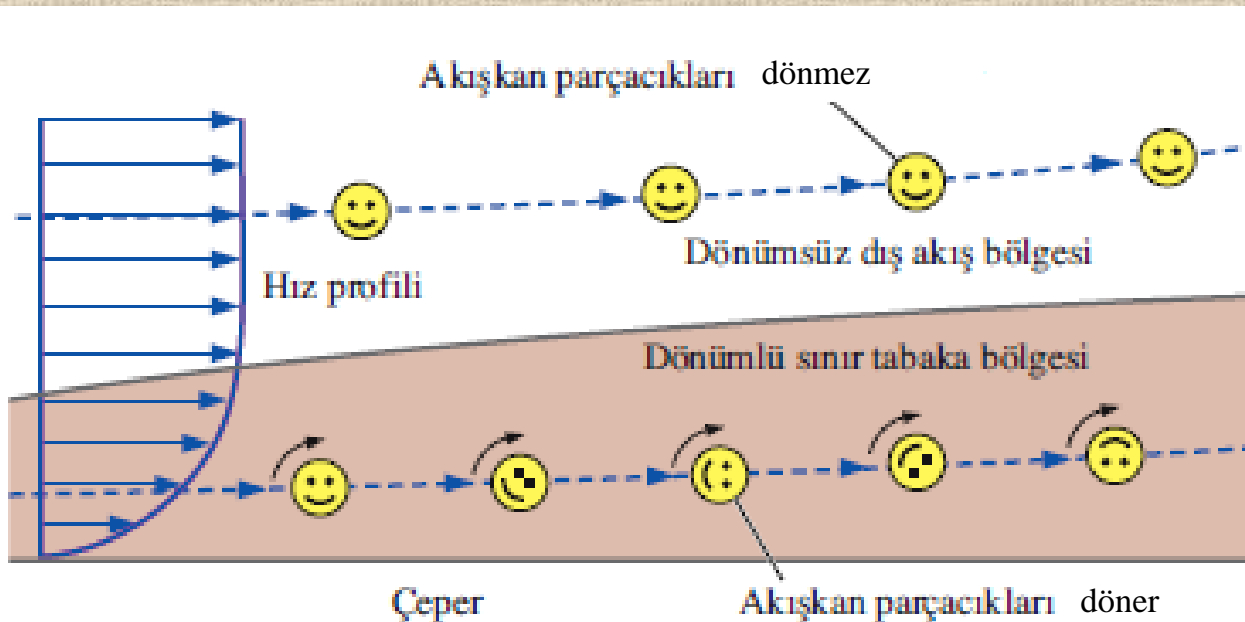 Akışkan parçacıkları dönmez
Dönümsüz dış akış bölgesi
Hız profili
Dönümlü sınır tabaka bölgesi
Çeper
Akışkan parçacıkları döner